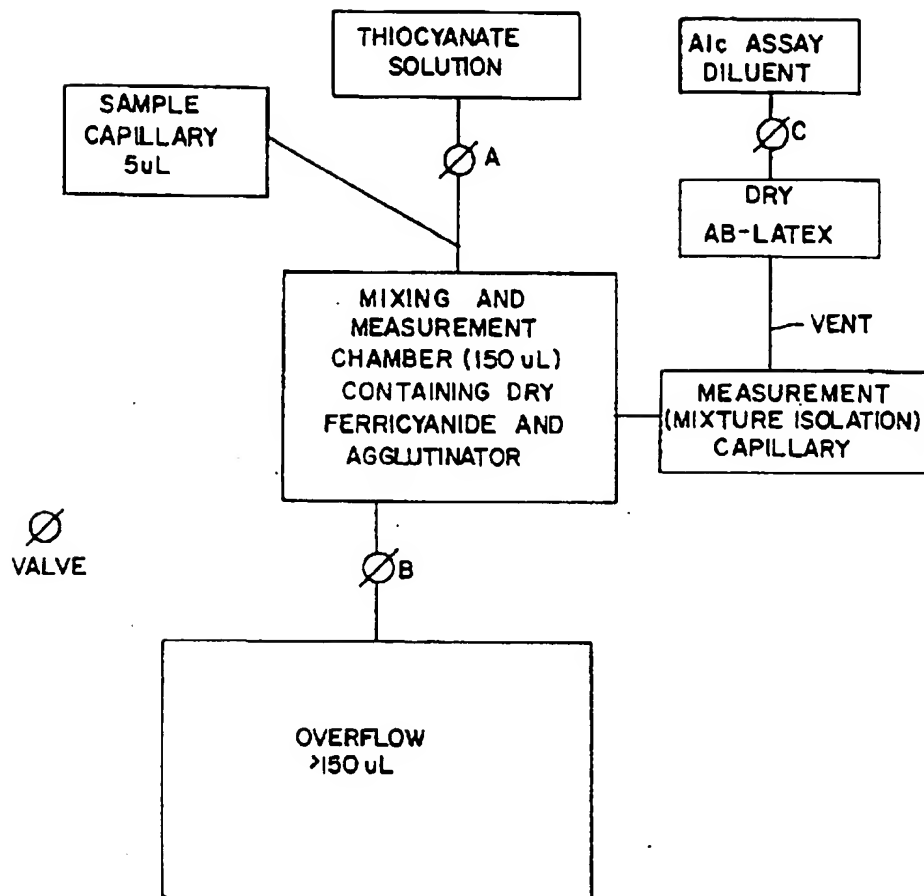 THIOCYANATE
SOLUTION
A1c ASSAY
DILUENT
SAMPLE
CAPILLARY
5uL
A
C
DRY
AB-LATEX
MIXING AND
MEASUREMENT
CHAMBER (150 uL)
CONTAINING DRY
FERRICYANIDE AND
AGGLUTINATOR
VENT
MEASUREMENT
(MIXTURE ISOLATION)
CAPILLARY
VALVE
B
OVERFLOW
>150 uL